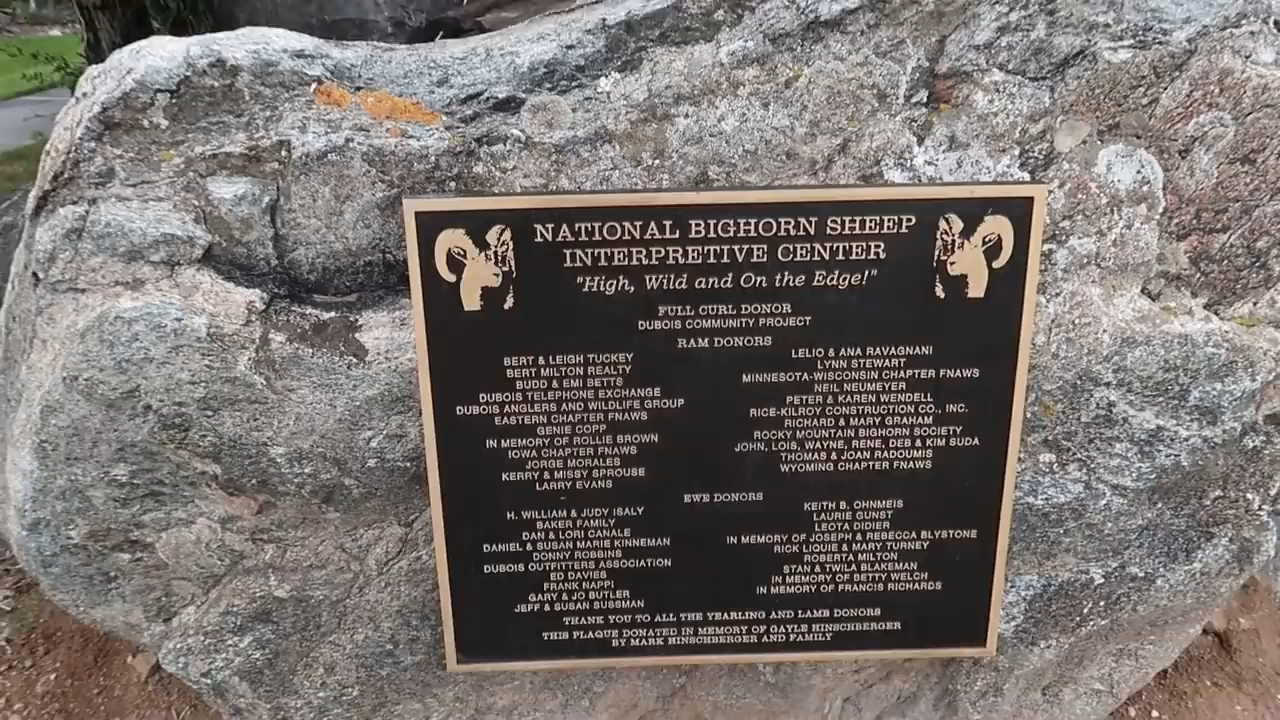 NATIONAL BIGHORN SHEEP
INTERPRETIVE CENTER
"High, Wild and On the Edge!"
FULL CURL DONOR
DUBOIS COMMUNITY PROJECT
RAM DONORS
BERT & LEIGH TUCKEY
BERT MILTON REALTY
BUDD & EMI BETTS
DUBOIS TELEPHONE EXCHANGE
DUBOIS ANGLERS AND WILDLIFE GROUP
EASTERN CHAPTER FNAWS
GENIE COPP
IN MEMORY OF ROLLIE BROWN
IOWA CHAPTER FNAWS
JORGE MORALES
KERRY & MISSY SPROUSE
LARRY EVANS
LELIO & ANA RAVAGNANI
LYNN STEWART
MINNESOTA-WISCONSIN CHAPTER FNAWS
NEIL NEUMEYER
PETER & KAREN WENDELL
RICE-KILROY CONSTRUCTION CO., INC.
RICHARD & MARY GRAHAM
ROCKY MOUNTAIN BIGHORN SOCIETY
JOHN, LOIS, WAYNE, RENE, DEB & KIM SUDA
THOMAS & JOAN RADOUMIS
WYOMING CHAPTER FNAWS
EWE DONORS
H. WILLIAM & JUDY ISALY
BAKER FAMILY
DAN & LORI CANALE
DANIEL & SUSAN MARIE KINNEMAN
DONNY ROBBINS
DUBOIS OUTFITTERS ASSOCIATION
ED DAVIES
FRANK NAPPI
GARY & JO BUTLER
JEFF & SUSAN SUSSMAN
KEITH B. OHNMEIS
LAURIE GUNST
LEOTA DIDIER
IN MEMORY OF JOSEPH & REBECCA BLYSTONE
RICK LIQUIE & MARY TURNEY
ROBERTA MILTON
STAN & TWILA BLAKEMAN
IN MEMORY OF BETTY WELCH
IN MEMORY OF FRANCIS RICHARDS
THANK YOU TO ALL THE YEARLING AND LAMB DONORS
THIS PLAQUE DONATED IN MEMORY OF GAYLE HINSCHBERGER
BY MARK HINSCHBERGER AND FAMILY